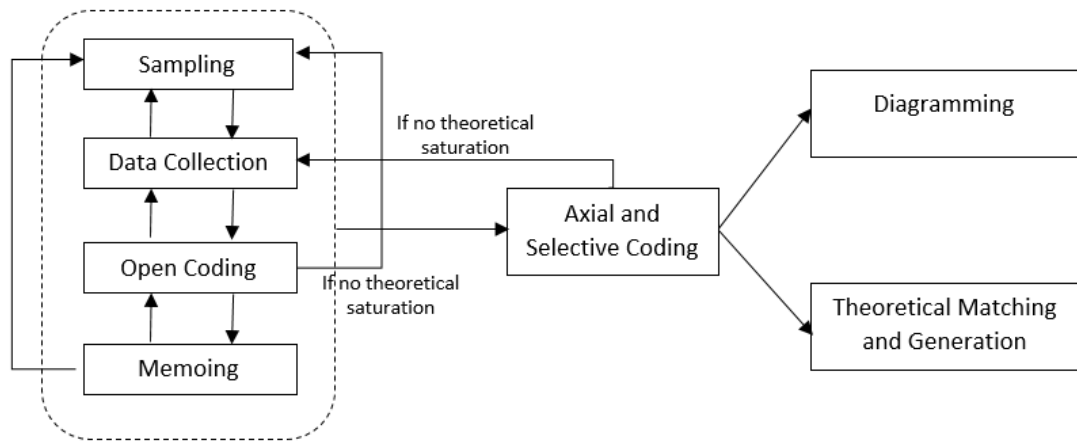 Sampling
Data Collection
Open Coding
Memoing
If no theoretical
saturation
If no theoretical
saturation
Axial and
Selective Coding
Diagramming
Theoretical Matching
and Generation